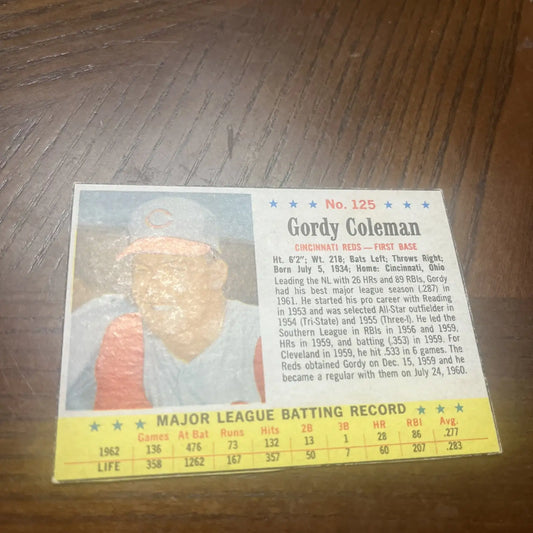 C
No. 125
Gordy Coleman
CINCINNATI REDS — FIRST BASE
Ht. 6'2"; Wt. 218; Bats Left; Throws Right;
Born July 5, 1934; Home: Cincinnati, Ohio
Leading the NL with 26 HRs and 89 RBIs, Gordy
had his best major league season (.287) in
1961. He started his pro career with Reading
in 1953 and was selected All-Star outfielder in
1954 (Tri-State) and 1955 (Three-I). He led the
Southern League in RBIs in 1956 and 1959,
HRs in 1959, and batting (.353) in 1959. For
Cleveland in 1959, he hit .533 in 6 games. The
Reds obtained Gordy on Dec. 15, 1959 and he
became a regular with them on July 24, 1960.
MAJOR LEAGUE BATTING RECORD
Games At Bat Runs Hits 2B 3B HR RBI Avg.
1962 136 476 73 132 13 1 28 86 .277
LIFE 358 1262 167 357 50 7 60 207 .283